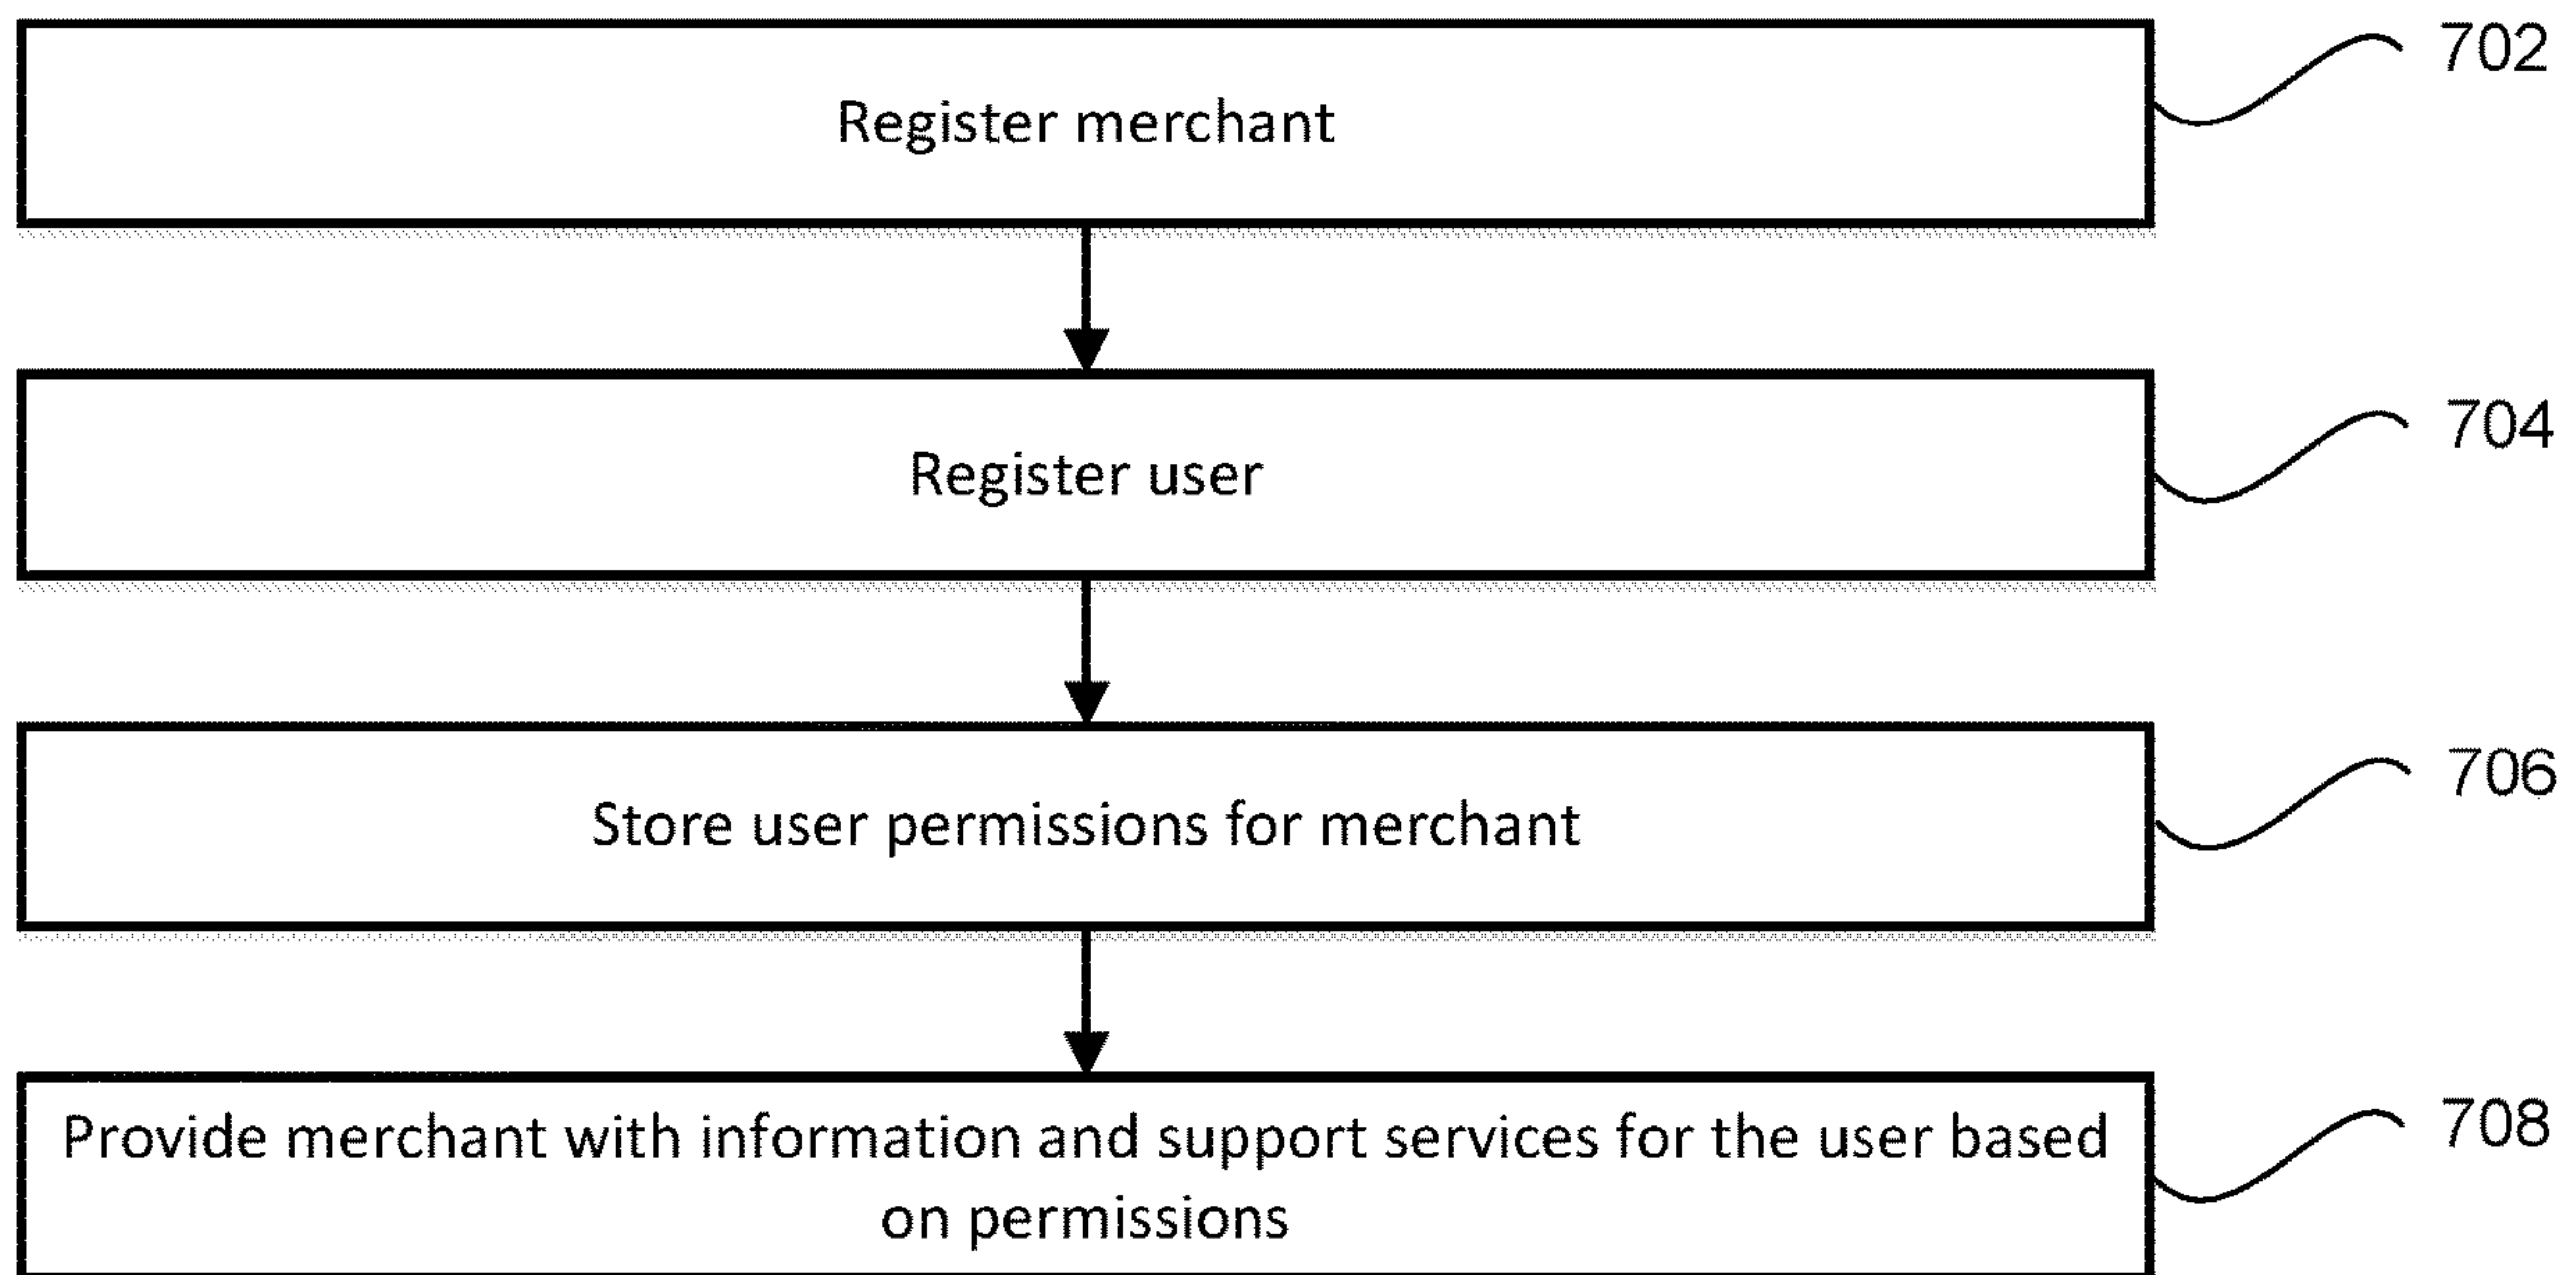 Register merchant
702
Register user
704
Store user permissions for merchant
706
Provide merchant with information and support services for the user based
on permissions
708